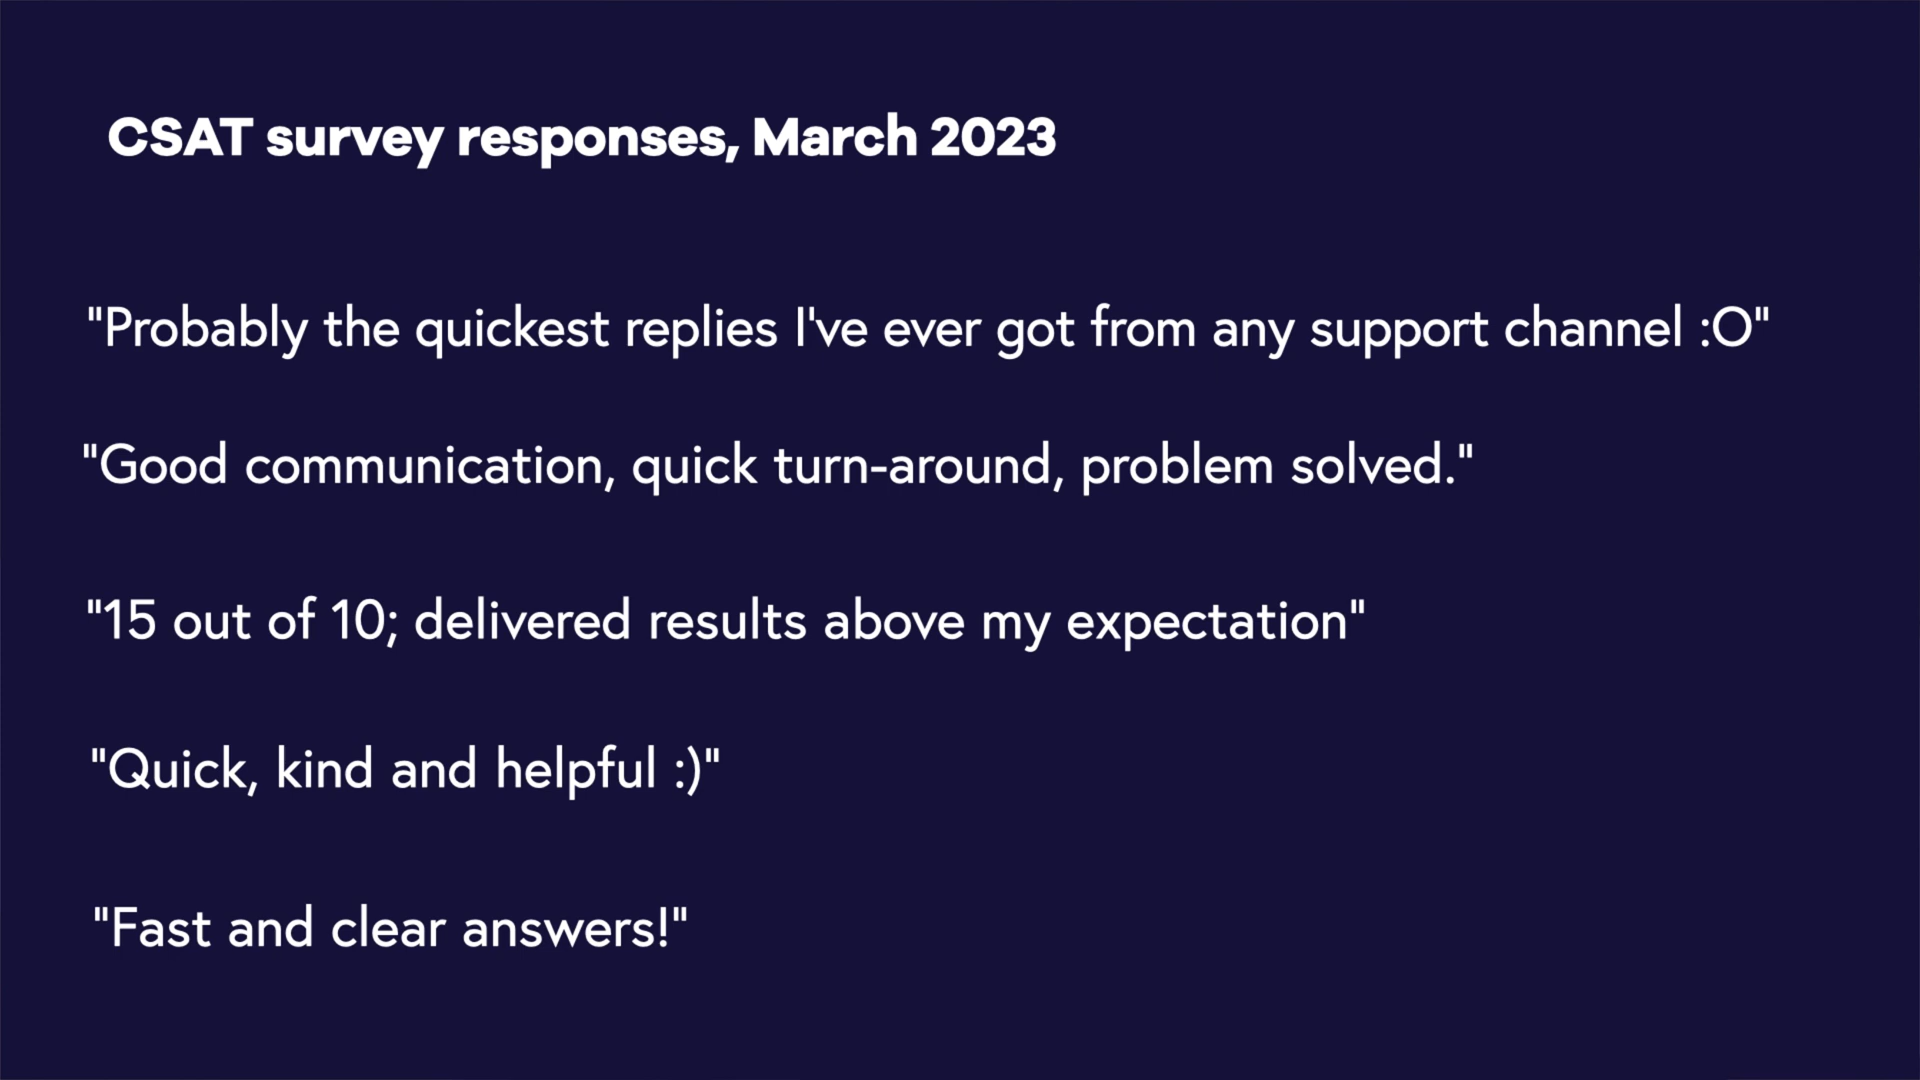 CSAT survey responses, March 2023
"Probably the quickest replies I've ever got from any support channel :O"
"Good communication, quick turn-around, problem solved."
"15 out of 10; delivered results above my expectation"
"Quick, kind and helpful :)"
"Fast and clear answers!"